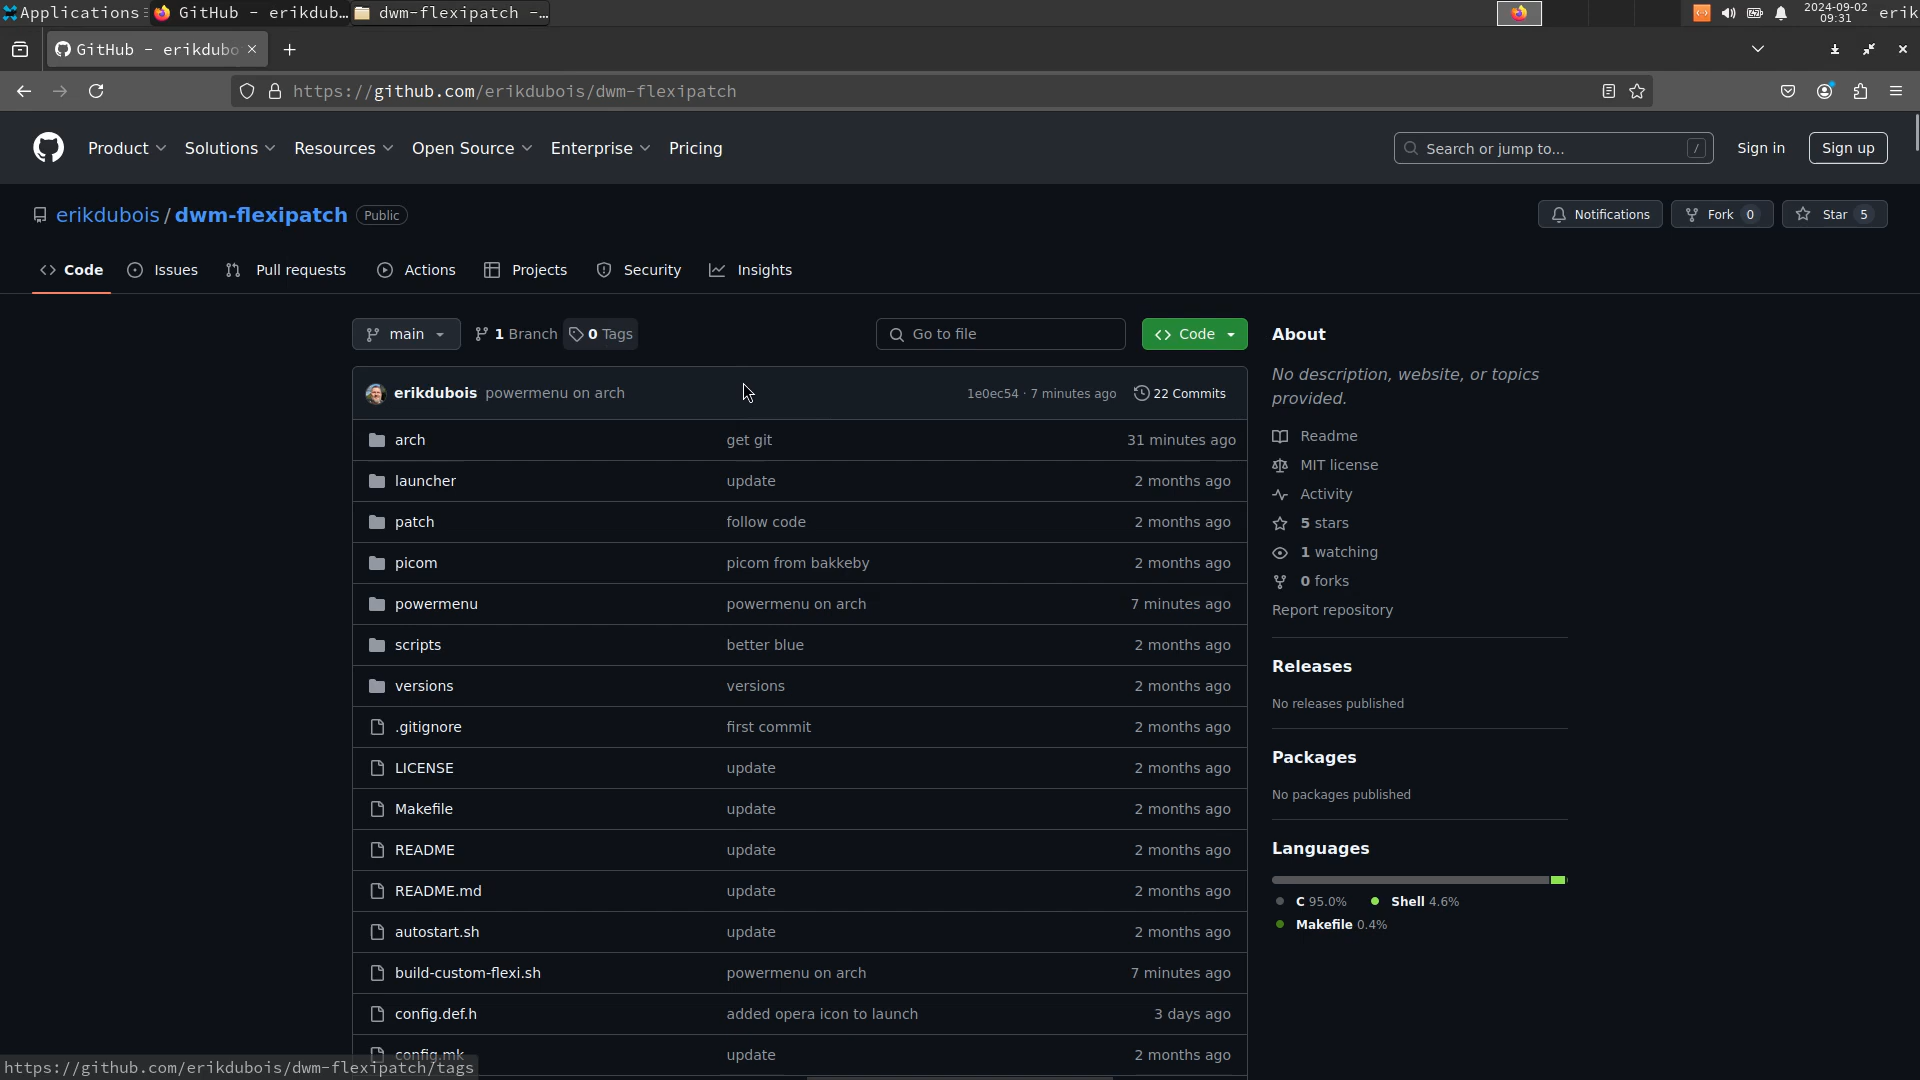 Applications
GitHub - erikdub...
dwm-flexipatch -...
2024-09-02
09:31
erik
GitHub - erikdubo
https://github.com/erikdubois/dwm-flexipatch
Product
Solutions
Resources
Open Source
Enterprise
Pricing
Search or jump to...
/
Sign in
Sign up
erikdubois/dwm-flexipatch
Public
Notifications
Fork 0
Star 5
Code
Issues
Pull requests
Actions
Projects
Security
Insights
main
1 Branch
0 Tags
Go to file
Code
erikdubois powermenu on arch 1e0ec54 · 7 minutes ago 22 Commits
arch get git 31 minutes ago
launcher update 2 months ago
patch follow code 2 months ago
picom picom from bakkeby 2 months ago
powermenu powermenu on arch 7 minutes ago
scripts better blue 2 months ago
versions versions 2 months ago
.gitignore first commit 2 months ago
LICENSE update 2 months ago
Makefile update 2 months ago
README update 2 months ago
README.md update 2 months ago
autostart.sh update 2 months ago
build-custom-flexi.sh powermenu on arch 7 minutes ago
config.def.h added opera icon to launch 3 days ago
config.mk update 2 months ago
About
No description, website, or topics
provided.
Readme
MIT license
Activity
5 stars
1 watching
0 forks
Report repository
Releases
No releases published
Packages
No packages published
Languages
C 95.0%
Shell 4.6%
Makefile 0.4%
https://github.com/erikdubois/dwm-flexipatch/tags